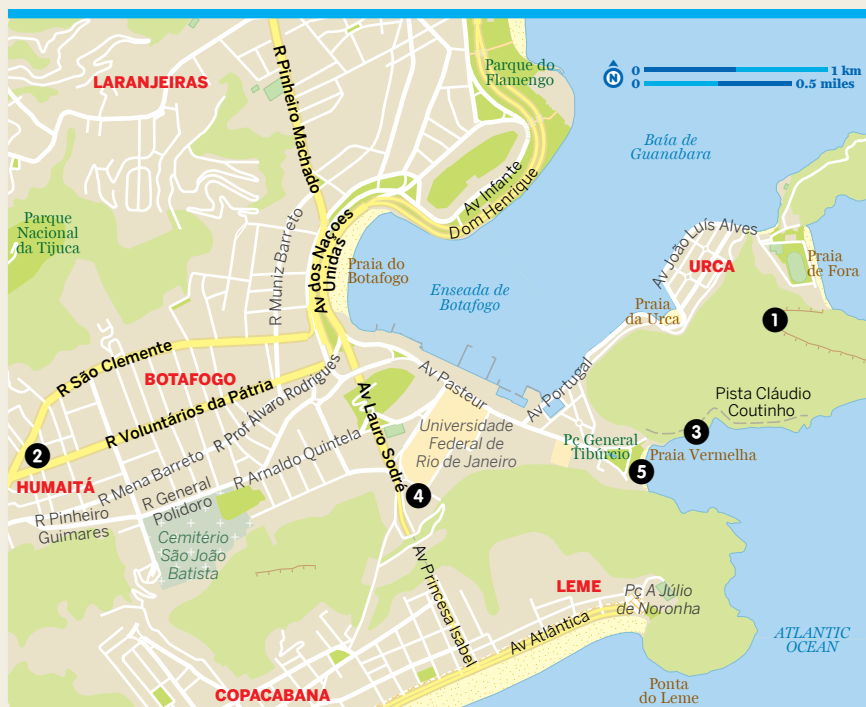 LARANJEIRAS
R Pinheiro Machado
Parque do
Flamengo
N
0
1 km
0
0.5 miles
Baía de
Guanabara
Av Infante
Dom Henrique
Parque
Nacional
da Tijuca
R Muniz Barreto
Av dos Nações
Unidas
Praia do
Botafogo
Enseada de
Botafogo
Av João Luís Alves
URCA
Praia
de Fora
Praia
da Urca
1
R São Clemente
BOTAFOGO
R Voluntários da Pátria
R Prof Álvaro Rodrigues
Av Pasteur
Av Portugal
Pista Cláudio
Coutinho
Av Lauro Sodré
Universidade
Federal de
Rio de Janeiro
Pç General
Tibúrcio
3
Praia Vermelha
2
HUMAITÁ
R Mena Barreto
R Arnaldo Quintela
R General
Polidoro
R Pinheiro
Guimares
4
5
Cemitério
São João
Batista
Av Princesa Isabel
LEME
Pç A Júlio
de Noronha
Av Atlântica
ATLANTIC
OCEAN
COPACABANA
Ponta
do Leme